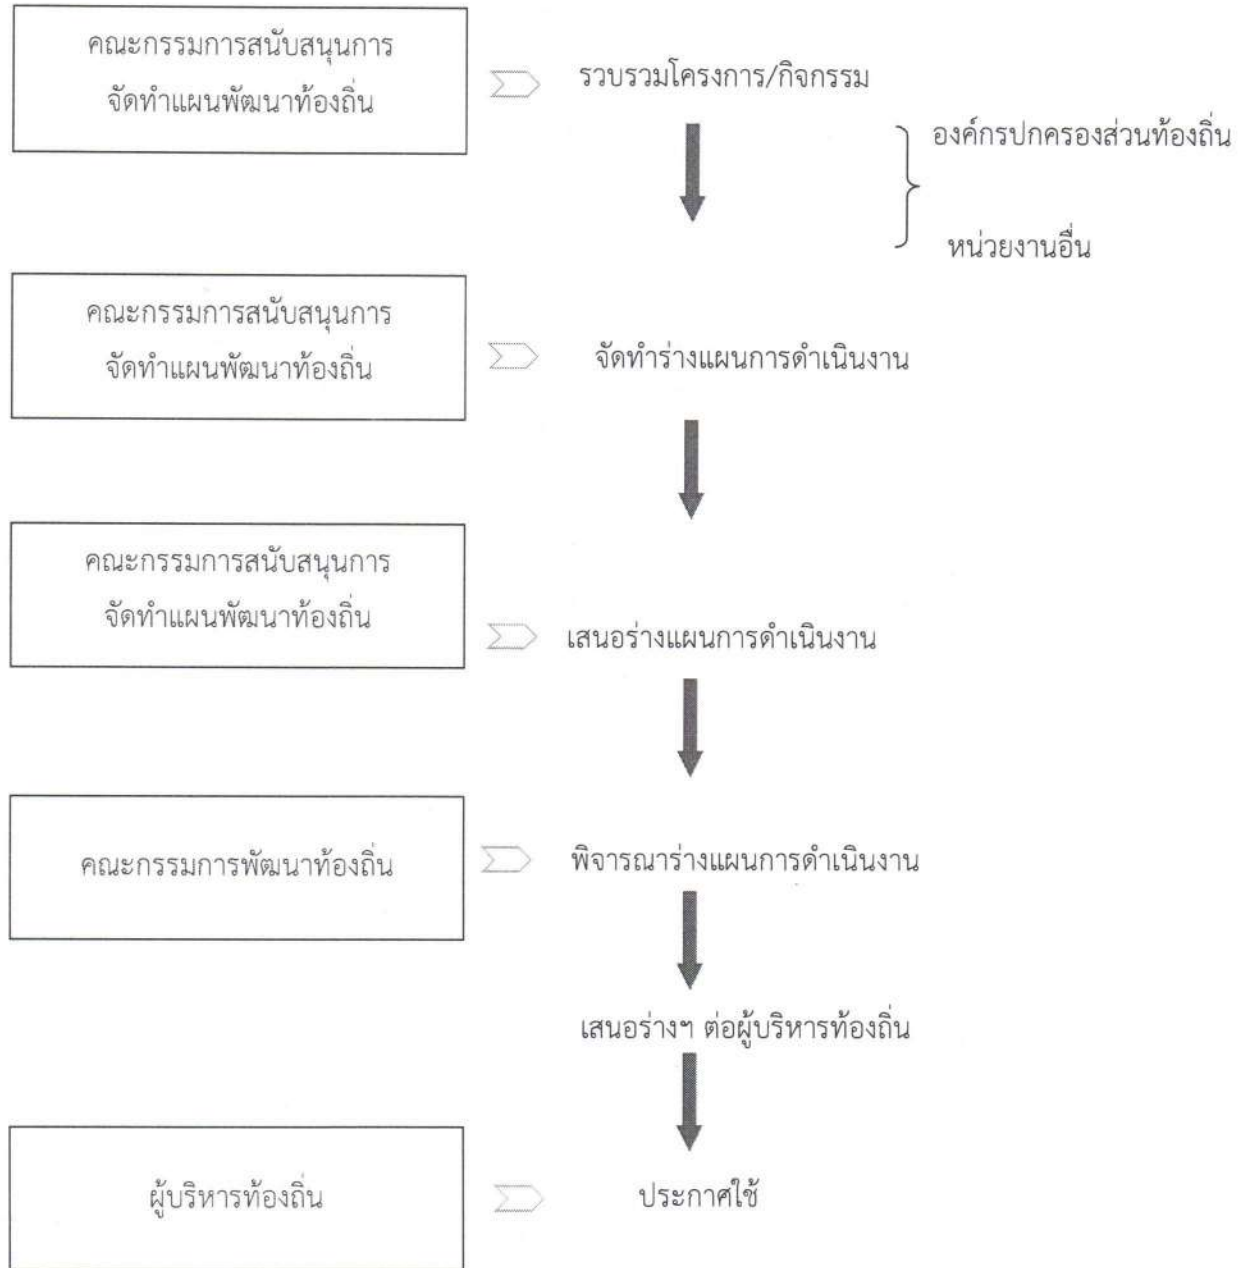 คณะกรรมการสนับสนุนการ
จัดทำแผนพัฒนาท้องถิ่น
รวบรวมโครงการ/กิจกรรม
องค์กรปกครองส่วนท้องถิ่น
หน่วยงานอื่น
คณะกรรมการสนับสนุนการ
จัดทำแผนพัฒนาท้องถิ่น
จัดทำร่างแผนการดำเนินงาน
คณะกรรมการสนับสนุนการ
จัดทำแผนพัฒนาท้องถิ่น
เสนอร่างแผนการดำเนินงาน
คณะกรรมการพัฒนาท้องถิ่น
พิจารณาร่างแผนการดำเนินงาน
เสนอร่างฯ ต่อผู้บริหารท้องถิ่น
ผู้บริหารท้องถิ่น
ประกาศใช้